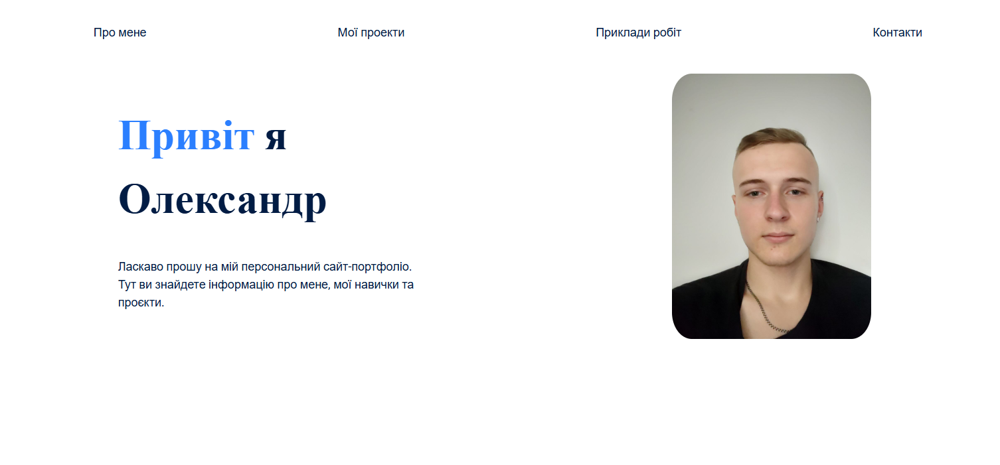 Про мене
Мої проекти
Приклади робіт
Контакти
Привіт я
Олександр
Ласкаво прошу на мій персональний сайт-портфоліо.
Тут ви знайдете інформацію про мене, мої навички та
проєкти.